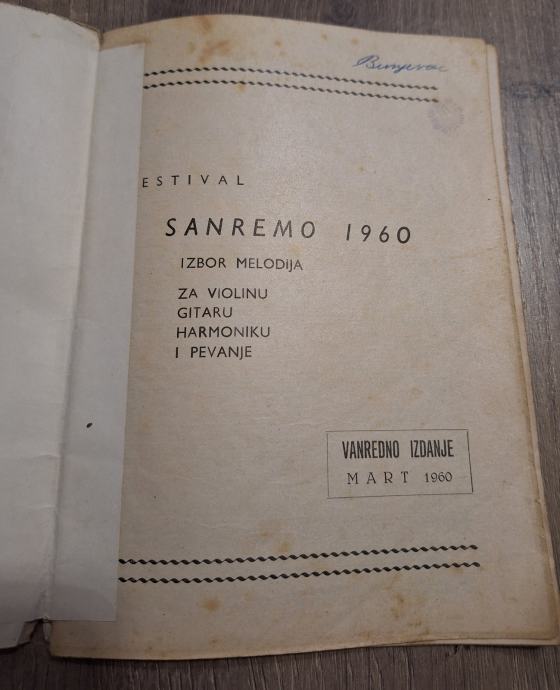 ESTIVAL
SANREMO 1960
IZBOR MELODIJA
ZA VIOLINU
GITARU
HARMONIKU
I PEVANJE
VANREDNO IZDANJE
MART 1960